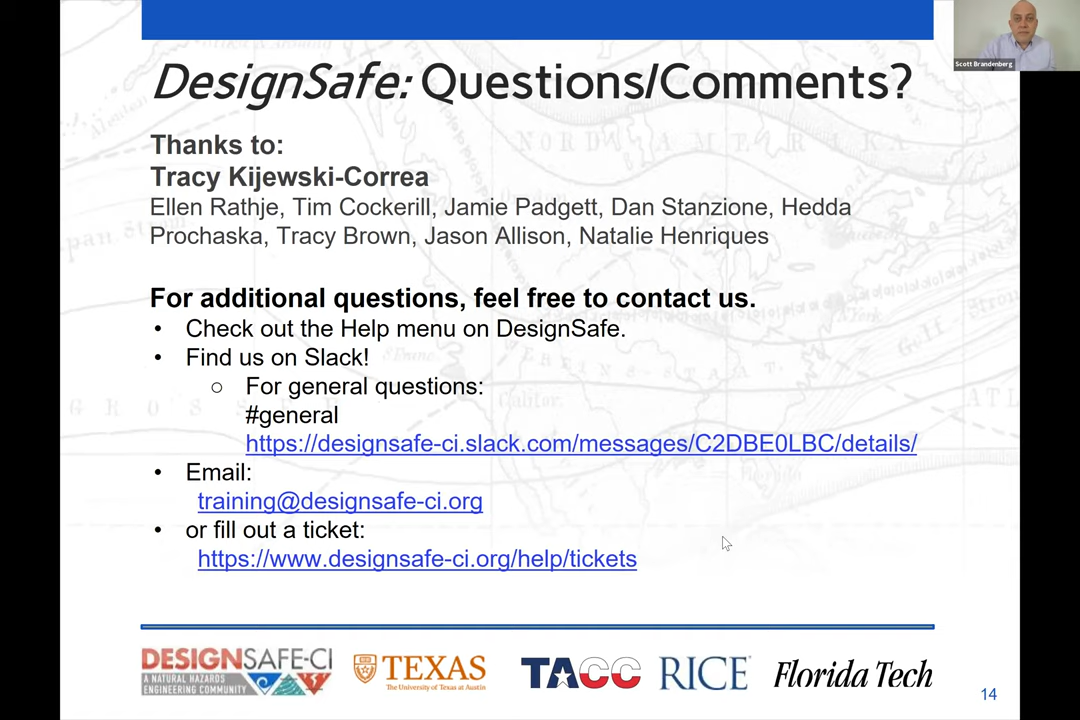 Scott Brandenberg
DesignSafe: Questions/Comments?
Thanks to:
Tracy Kijewski-Correa
Ellen Rathje, Tim Cockerill, Jamie Padgett, Dan Stanzione, Hedda
Prochaska, Tracy Brown, Jason Allison, Natalie Henriques
For additional questions, feel free to contact us.
• Check out the Help menu on DesignSafe.
• Find us on Slack!
○ For general questions:
#general
https://designsafe-ci.slack.com/messages/C2DBE0LBC/details/
• Email:
training@designsafe-ci.org
• or fill out a ticket:
https://www.designsafe-ci.org/help/tickets
DESIGNSAFE-CI
A NATURAL HAZARDS
ENGINEERING COMMUNITY
TEXAS
The University of Texas at Austin
TACC
RICE
Florida Tech
14